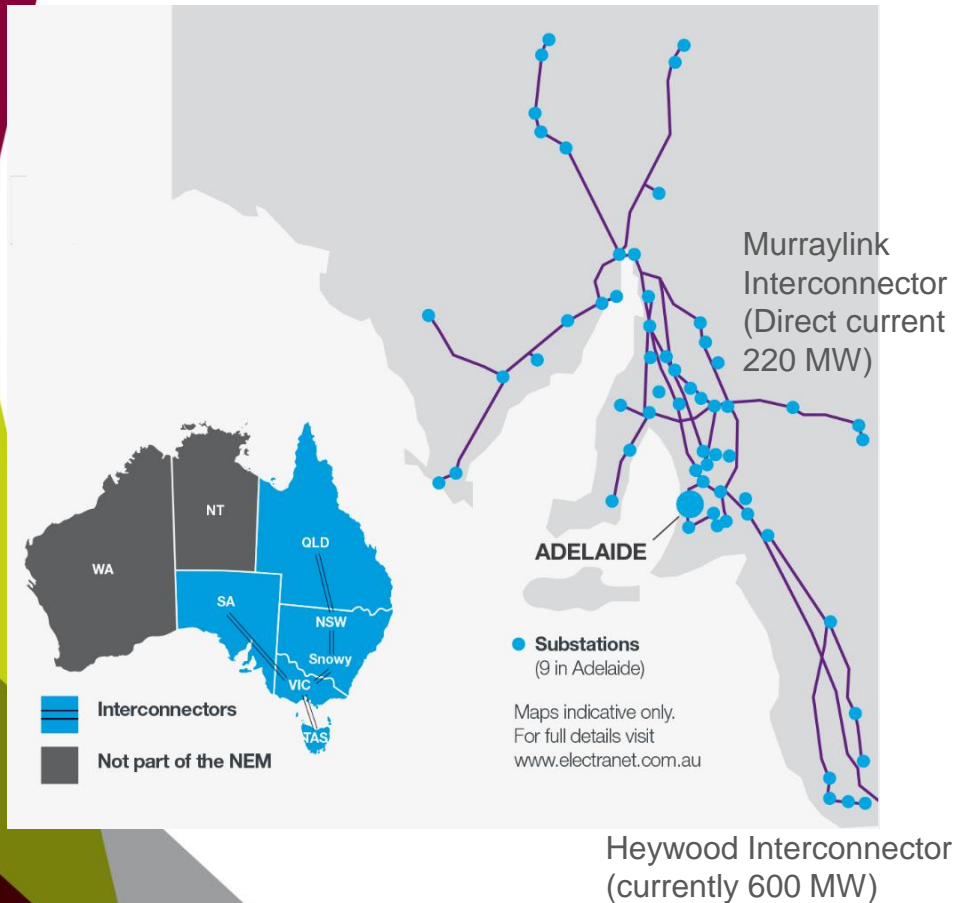 Murraylink
Interconnector
(Direct current
220 MW)
ADELAIDE
Substations
(9 in Adelaide)
Maps indicative only.
For full details visit
www.electranet.com.au
WA
NT
QLD
SA
NSW
Snowy
VIC
TAS
Interconnectors
Not part of the NEM
Heywood Interconnector
(currently 600 MW)